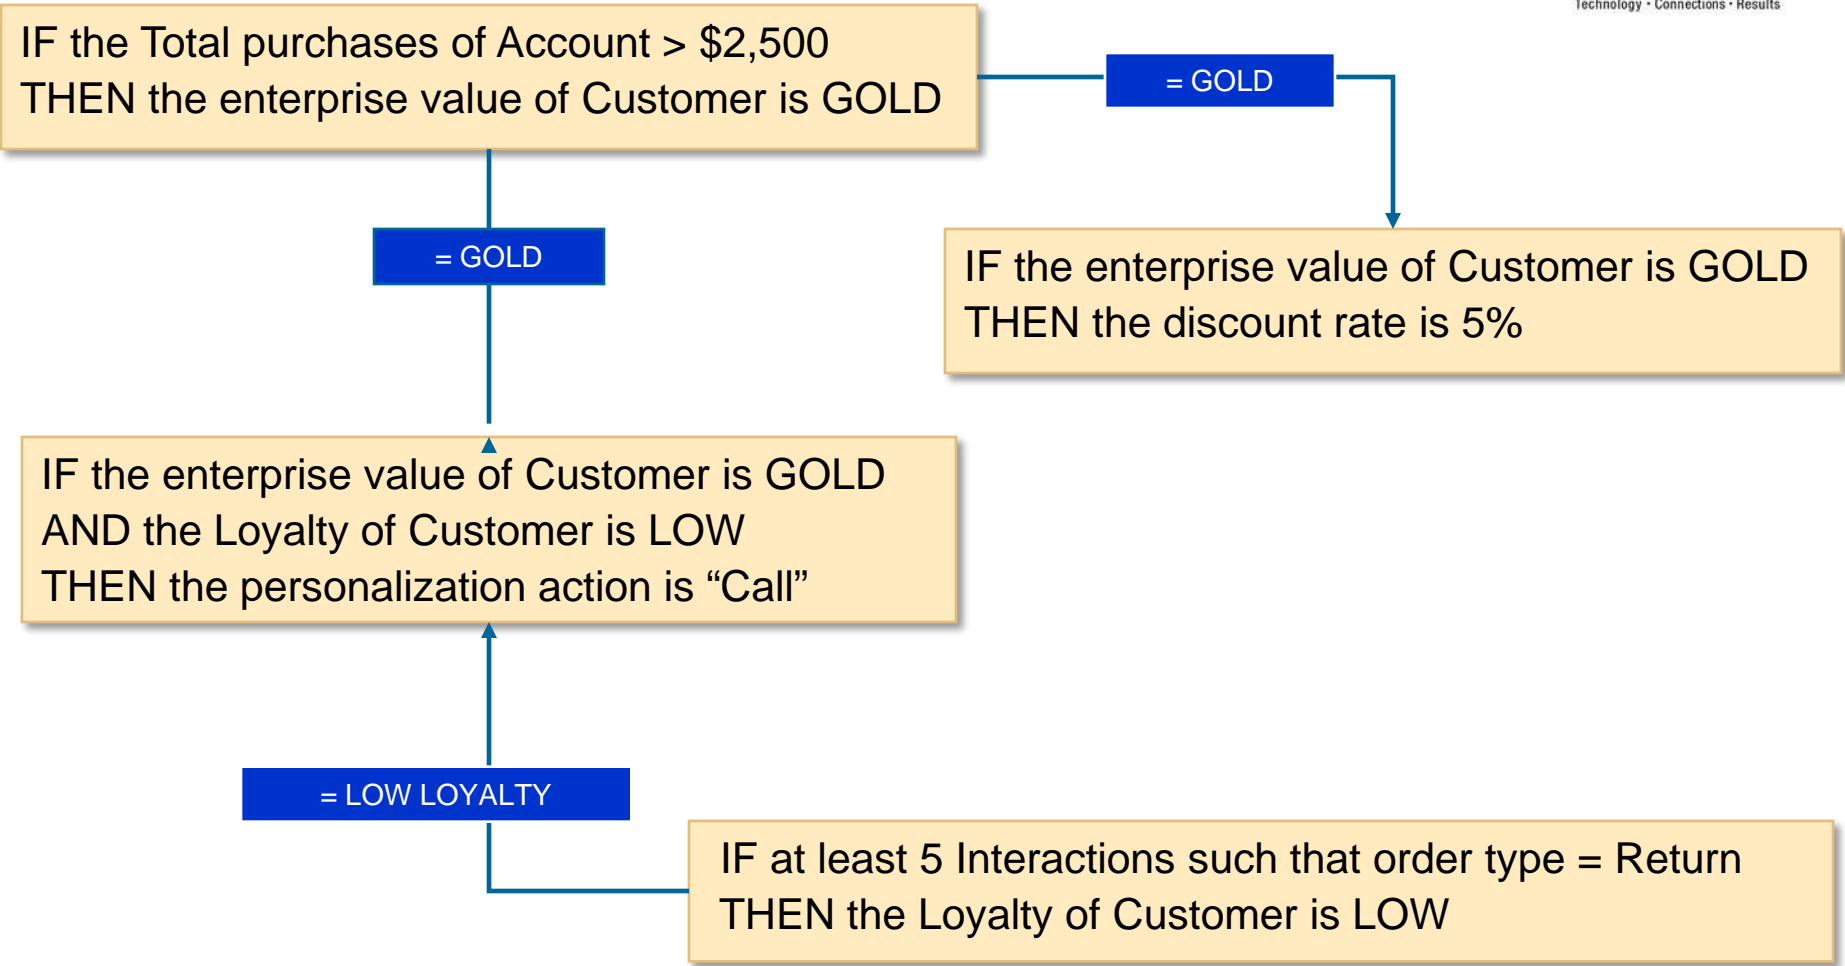 Technology • Connections • Results
IF the Total purchases of Account > $2,500
THEN the enterprise value of Customer is GOLD
= GOLD
= GOLD
IF the enterprise value of Customer is GOLD
THEN the discount rate is 5%
IF the enterprise value of Customer is GOLD
AND the Loyalty of Customer is LOW
THEN the personalization action is “Call”
= LOW LOYALTY
IF at least 5 Interactions such that order type = Return
THEN the Loyalty of Customer is LOW